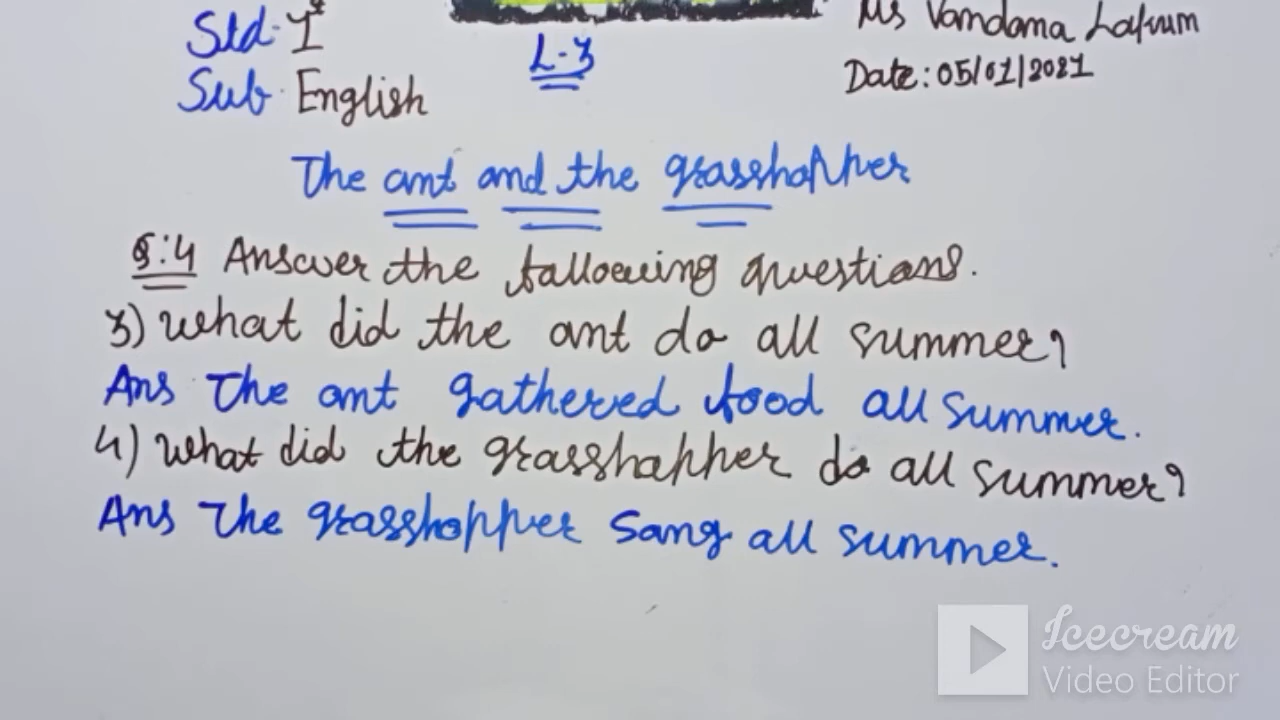 Std. I
Sub. English
L-3
Ms Vandana
Date: 05/01/2021
The ant and the grasshopper
Q:4 Answer the following questions.
3) What did the ant do all summer?
Ans The ant gathered food all summer.
4) What did the grasshopper do all summer?
Ans The grasshopper sang all summer.
Icecream
Video Editor